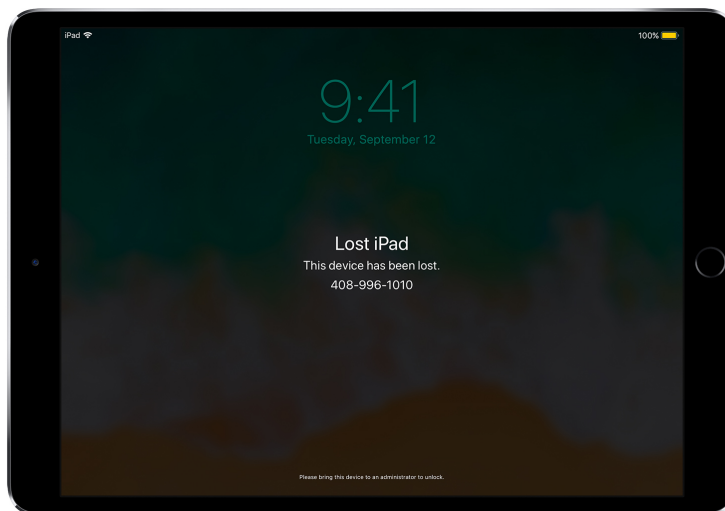 iPad 100%
9:41
Tuesday, September 12
Lost iPad
This device has been lost.
408-996-1010
Please bring this device to an administrator to unlock.